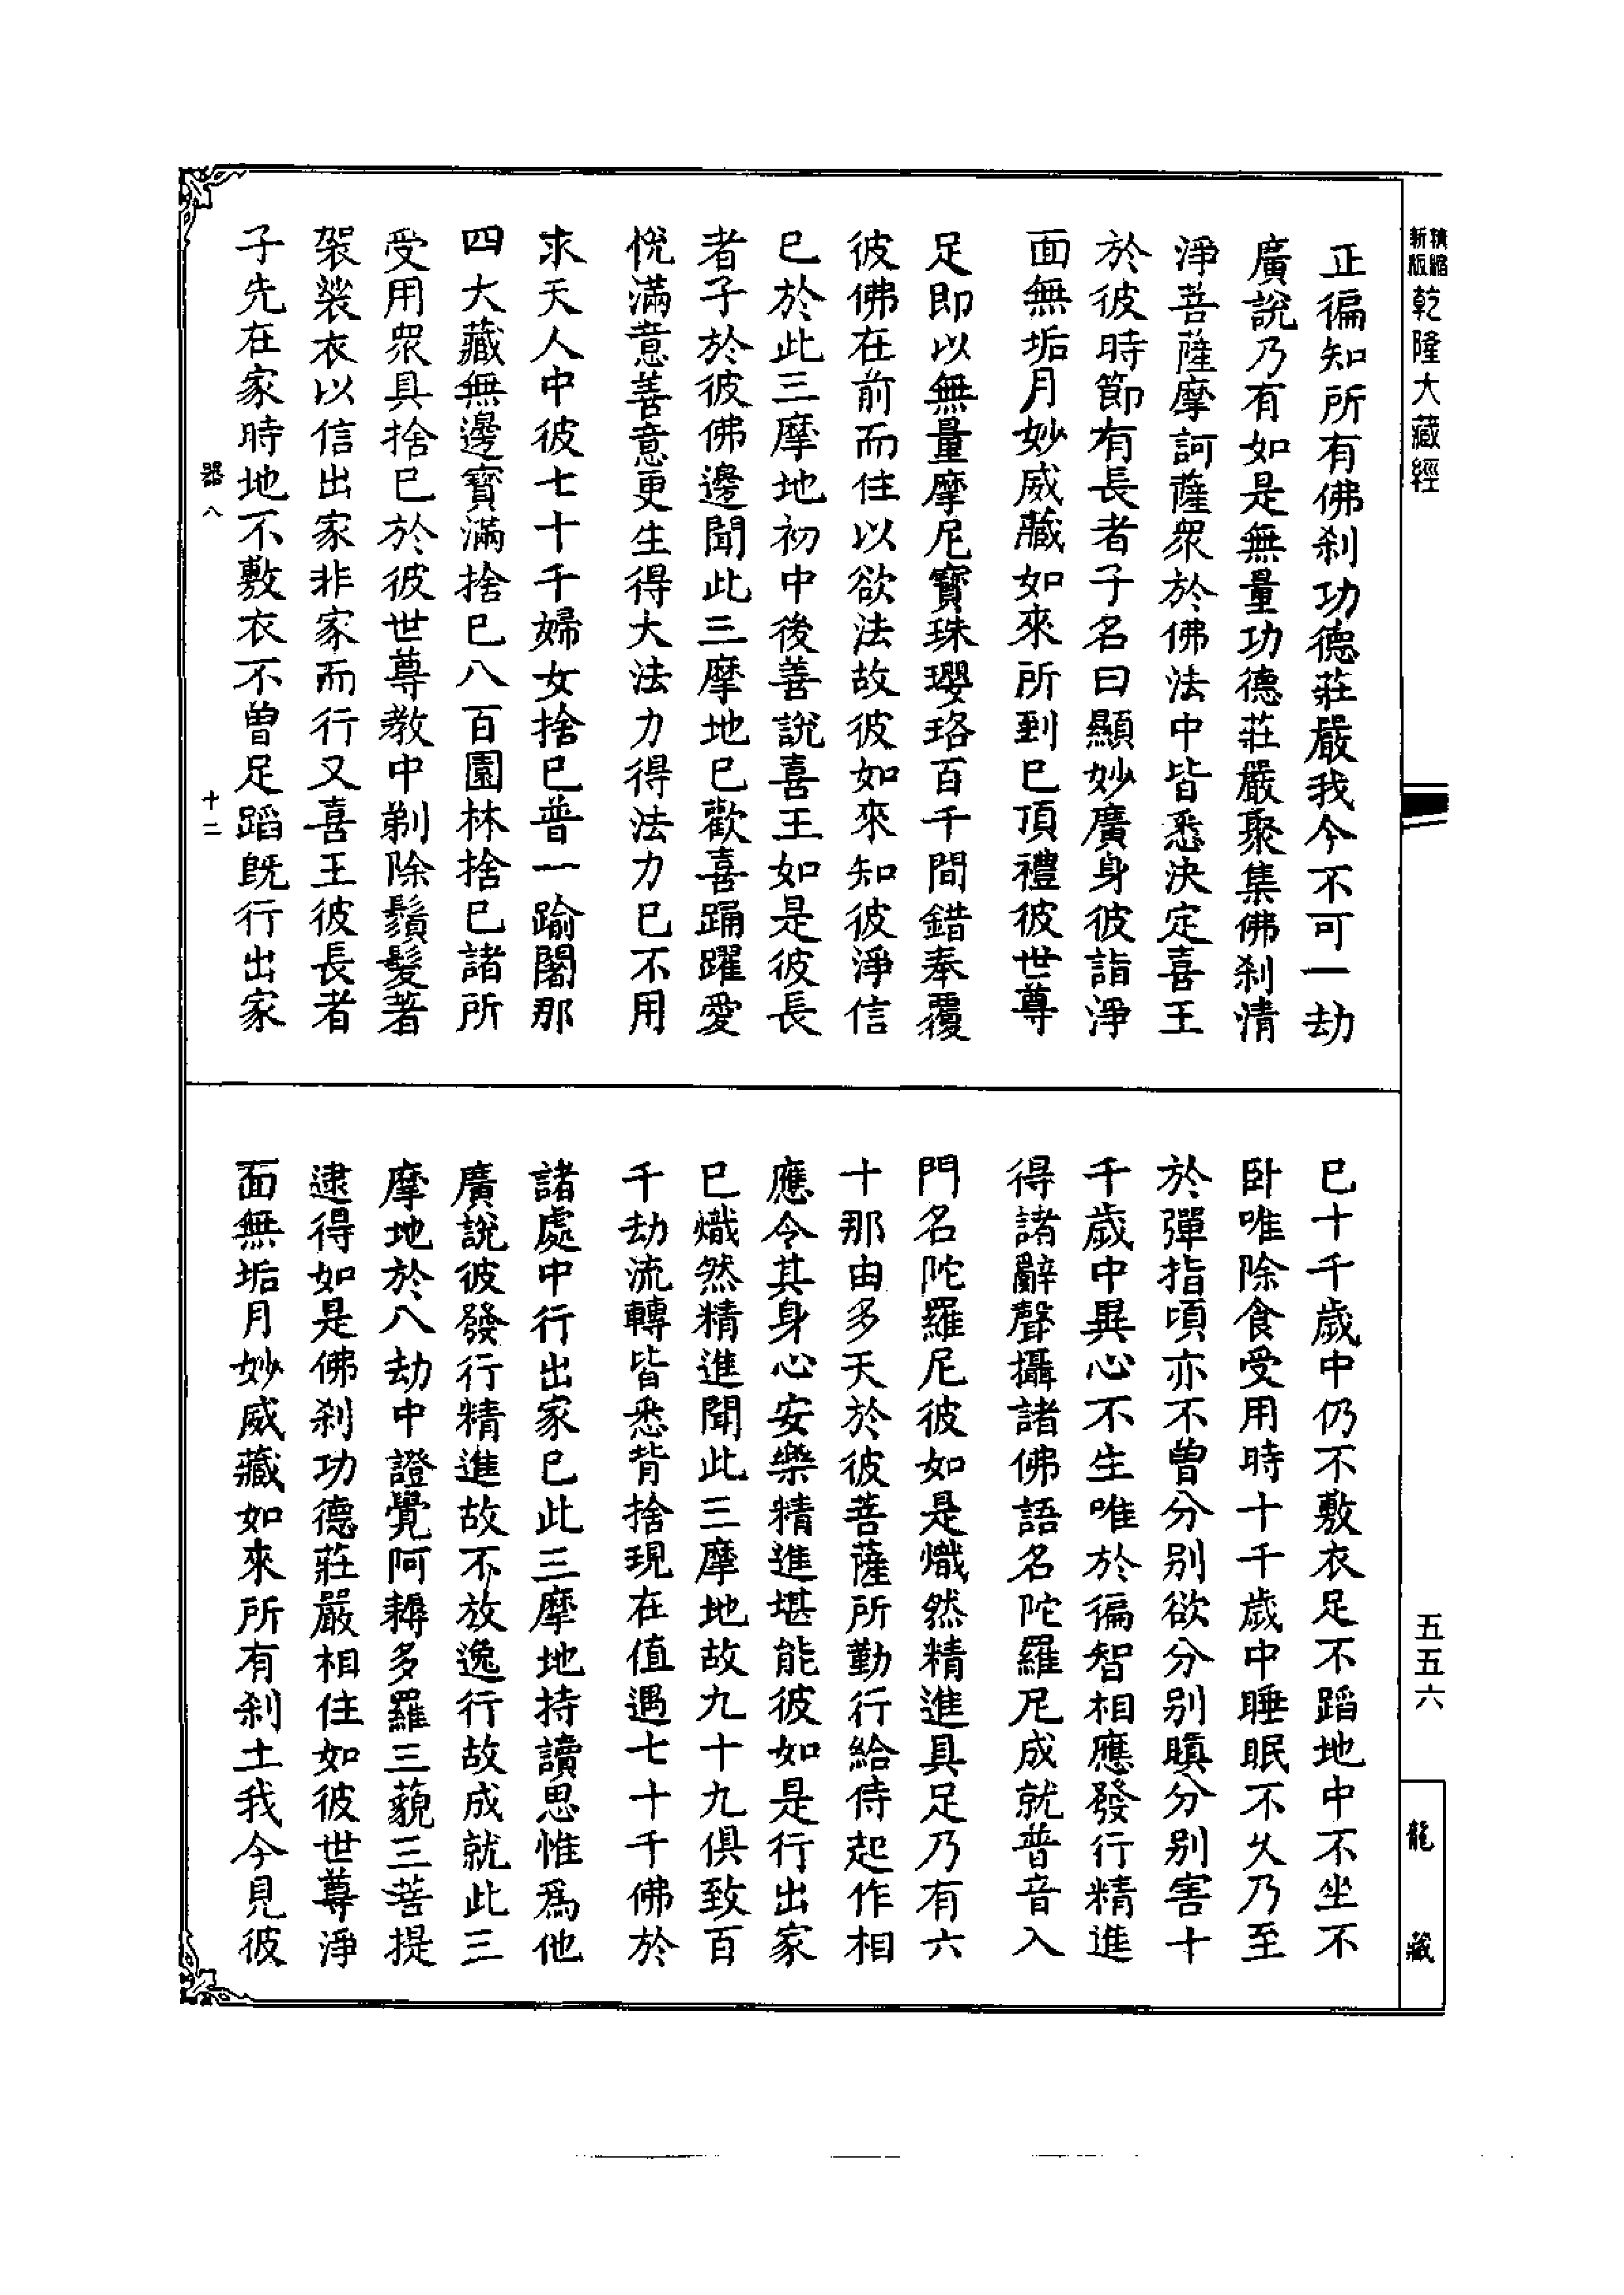 新版
積縮
乾隆大藏經
正徧知所有佛刹功德莊嚴我今不可一劫
廣說乃有如是無量功德莊嚴聚集佛刹清
淨菩薩摩訶薩眾於佛法中皆悉決定喜王
於彼時節有長者子名曰顯妙廣身彼詣淨
面無垢月妙威藏如來所到已頂禮彼世尊
足即以無量摩尼寶珠瓔珞百千間錯奉覆
彼佛在前而住以欲法故彼如來知彼淨信
已於此三摩地初中後善說喜王如是彼長
者子於彼佛邊聞此三摩地已歡喜踊躍愛
悅滿意善意更生得大法力得法力已不用
求天人中彼七十千婦女捨已普一踰闍那
四大藏無邊寶滿捨已八百園林捨已諸所
受用眾具捨已於彼世尊教中剃除鬚髮著
袈裟衣以信出家非家而行又喜王彼長者
子先在家時地不敷衣不曾足蹈既行出家
器八
十二
已十千歲中仍不敷衣足不蹈地中不坐不
卧唯除食受用時十千歲中睡眠不久乃至
於彈指頃亦不曾分别欲分别瞋分别害十
千歲中異心不生唯於徧智相應發行精進
得諸辭聲攝諸佛語名陀羅尼成就普音入
門名陀羅尼彼如是熾然精進具足乃有六
十那由多天於彼菩薩所勤行給侍起作相
應令其身心安樂精進堪能彼如是行出家
已熾然精進聞此三摩地故九十九俱致百
千劫流轉皆悉背捨現在值遇七十千佛於
諸處中行出家已此三摩地持讀思惟為他
廣說彼發行精進故不放逸行故成就此三
摩地於八劫中證覺阿耨多羅三藐三菩提
逮得如是佛刹功德莊嚴相住如彼世尊淨
面無垢月妙威藏如來所有刹土我今見彼
五五六
龍藏